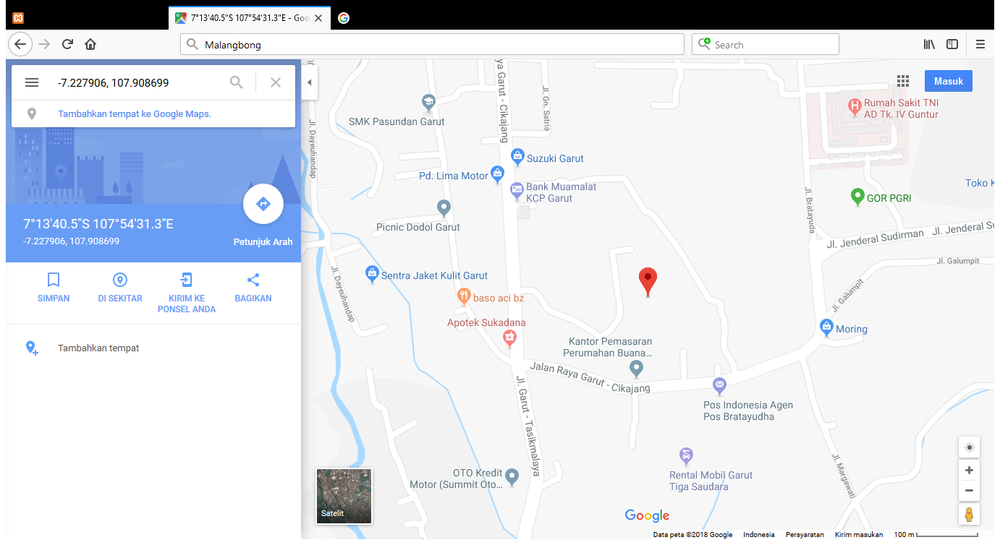 7°13'40.5"S 107°54'31.3"E - Goo
Malangbong
Search
-7.227906, 107.908699
Tambahkan tempat ke Google Maps.
7°13'40.5"S 107°54'31.3"E
-7.227906, 107.908699
Petunjuk Arah
SIMPAN
DI SEKITAR
KIRIM KE
PONSEL ANDA
BAGIKAN
Tambahkan tempat
Masuk
ya Garut - Cikajang
Jl. Gn. Satria
Rumah Sakit TNI
AD Tk. IV Guntur
SMK Pasundan Garut
Jl. Dayeuhandap
Suzuki Garut
Pd. Lima Motor
Bank Muamalat
KCP Garut
Toko K
GOR PGRI
Jl. Bratayuda
Picnic Dodol Garut
Jl. Jenderal Sudirman
Jl. Jenderal Su
Jl. Galumpit
Jl. Dayeuhandap
Sentra Jaket Kulit Garut
baso aci bz
Jl. Galumpit
Apotek Sukadana
Moring
Kantor Pemasaran
Perumahan Buana...
Jalan Raya Garut - Cikajang
Jl. Garut - Tasikmalaya
Pos Indonesia Agen
Pos Bratayudha
Jl. Margawati
OTO Kredit
Motor (Summit Oto...
Rental Mobil Garut
Tiga Saudara
Satelit
Google
Data peta ©2018 Google
Indonesia
Persyaratan
Kirim masukan
100 m